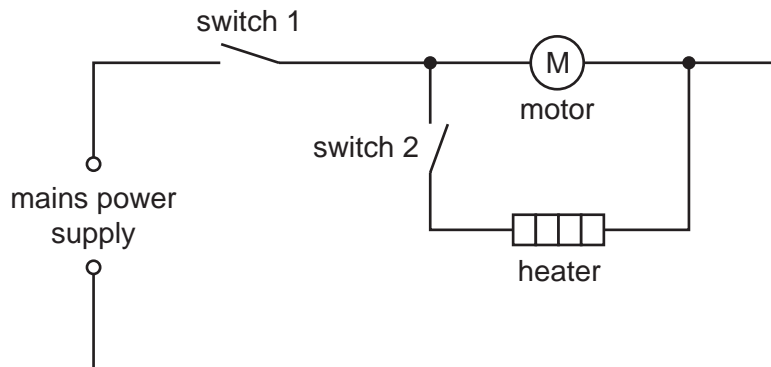 switch 1
M
motor
switch 2
mains power
supply
heater